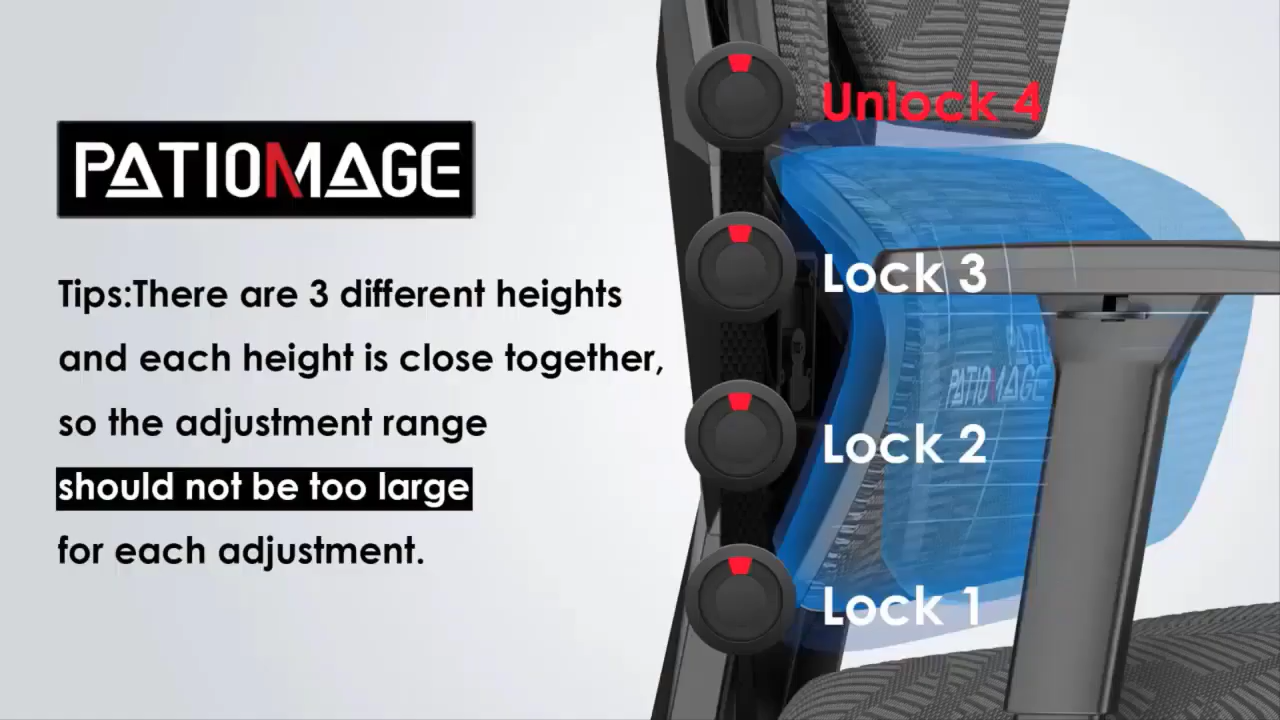 PATIOMAGE
Tips:There are 3 different heights
and each height is close together,
so the adjustment range
should not be too large
for each adjustment.
Unlock 4
Lock 3
Lock 2
Lock 1
PATIOMAGE